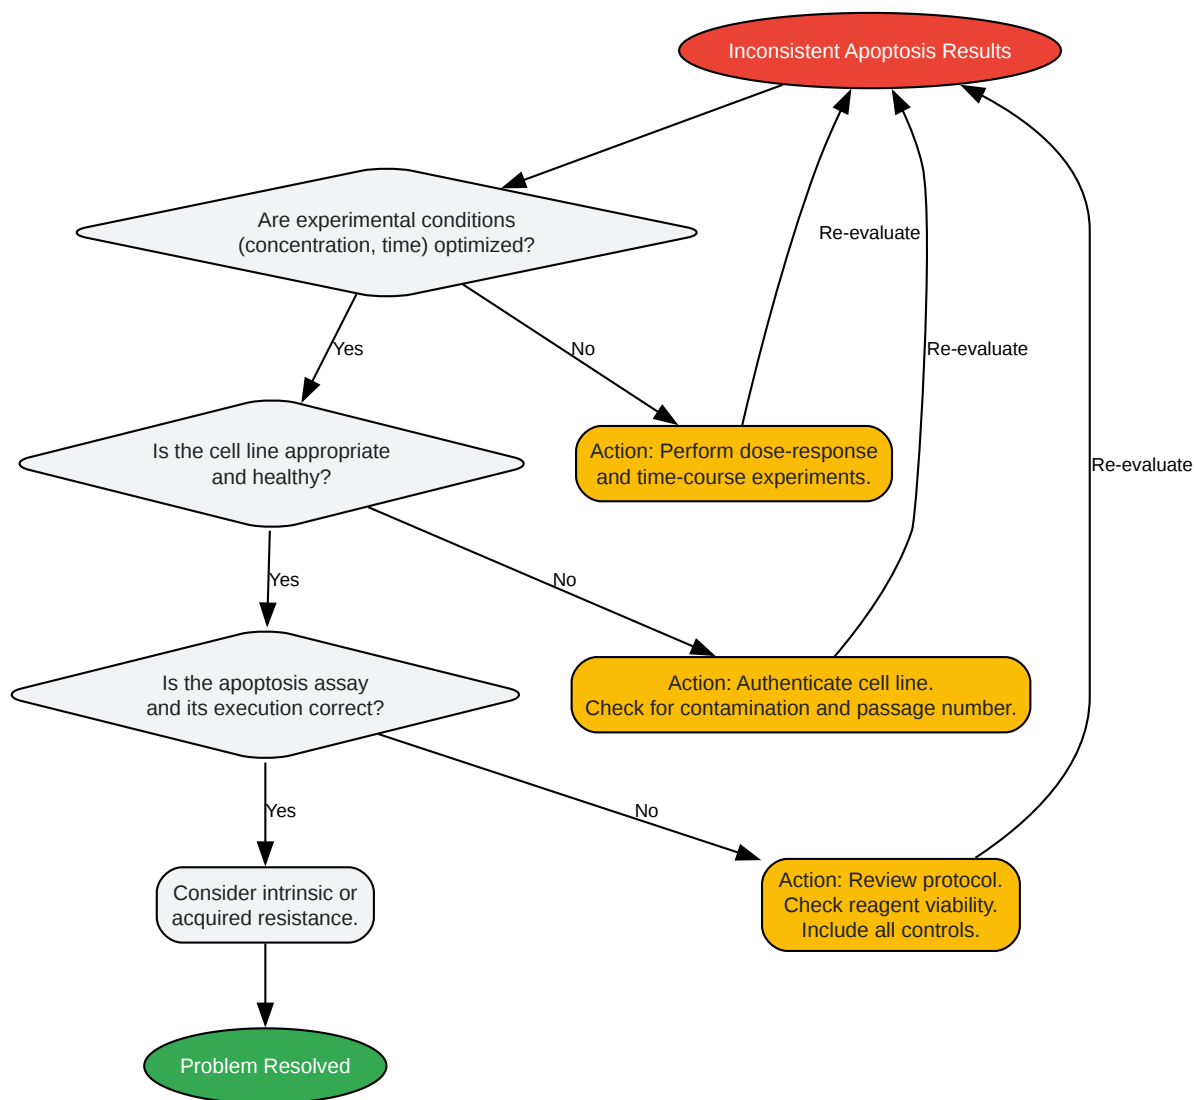 Inconsistent Apoptosis Results
Are experimental conditions
(concentration, time) optimized?
Re-evaluate
Yes
No
Re-evaluate
Is the cell line appropriate
and healthy?
Action: Perform dose-response
and time-course experiments.
Re-evaluate
Yes
No
Is the apoptosis assay
and its execution correct?
Action: Authenticate cell line.
Check for contamination and passage number.
Yes
No
Consider intrinsic or
acquired resistance.
Action: Review protocol.
Check reagent viability.
Include all controls.
Problem Resolved